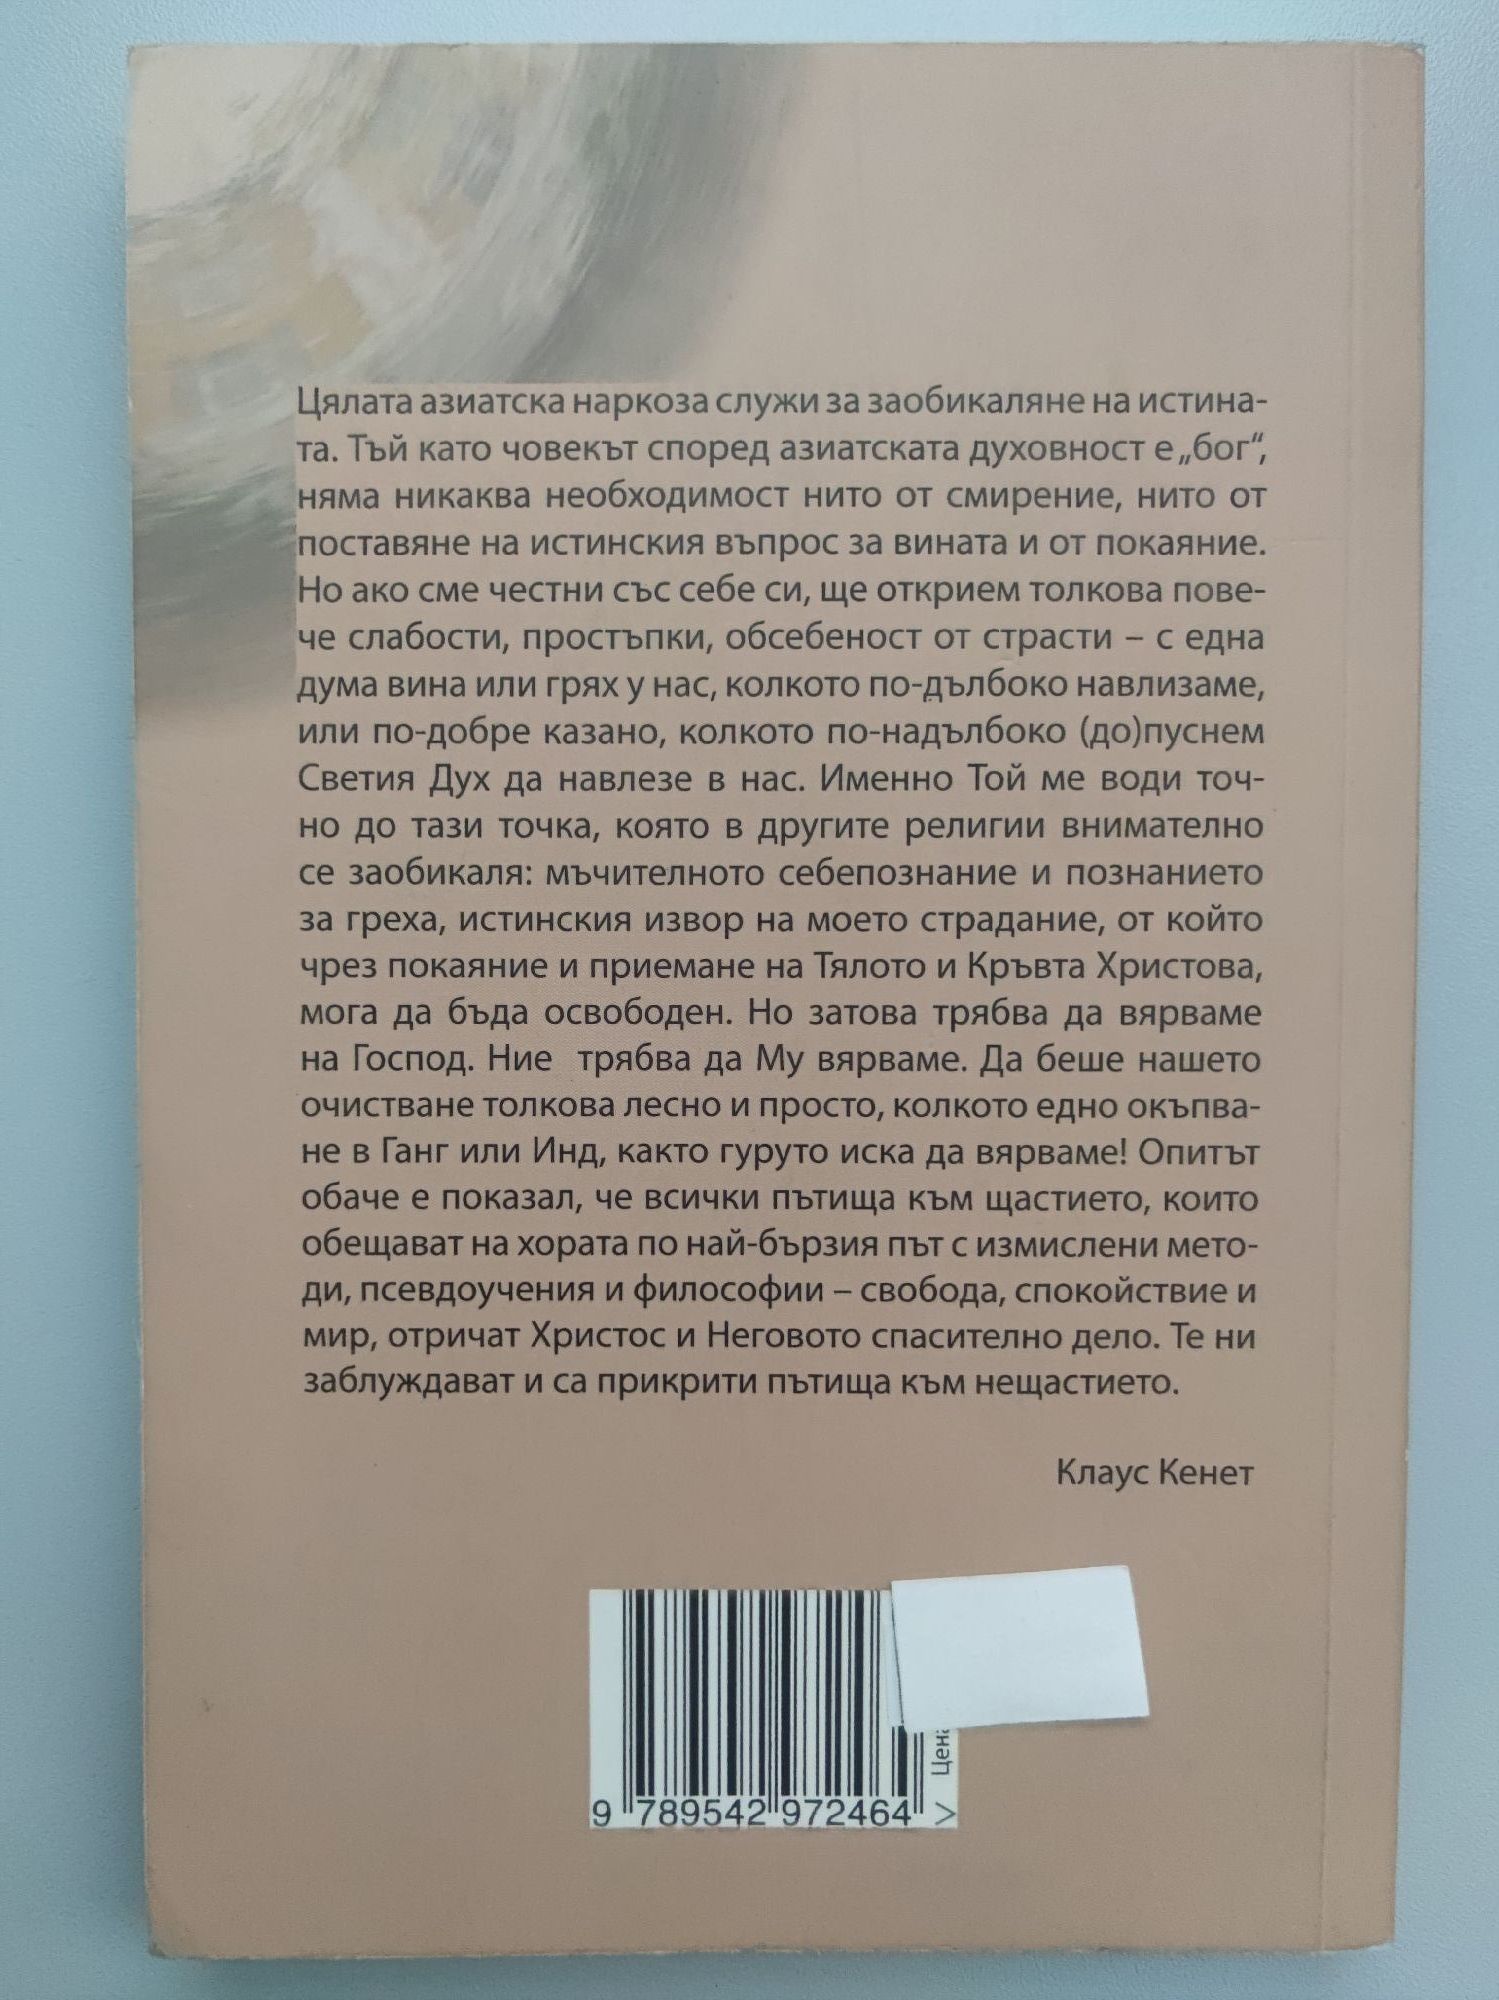 Цялата азиатска наркоза служи за заобикаляне на истина-
та. Тъй като човекът според азиатската духовност е „бог“,
няма никаква необходимост нито от смирение, нито от
поставяне на истинския въпрос за вината и от покаяние.
Но ако сме честни със себе си, ще открием толкова пове-
че слабости, простъпки, обсебеност от страсти – с една
дума вина или грях у нас, колкото по-дълбоко навлизаме,
или по-добре казано, колкото по-надълбоко (до)пуснем
Светия Дух да навлезе в нас. Именно Той ме води точ-
но до тази точка, която в другите религии внимателно
се заобикаля: мъчителното себепознание и познанието
за греха, истинския извор на моето страдание, от който
чрез покаяние и приемане на Тялото и Кръвта Христова,
мога да бъда освободен. Но затова трябва да вярваме
на Господ. Ние  трябва да Му вярваме. Да беше нашето
очистване толкова лесно и просто, колкото едно окъпва-
не в Ганг или Инд, както гуруто иска да вярваме! Опитът
обаче е показал, че всички пътища към щастието, които
обещават на хората по най-бързия път с измислени мето-
ди, псевдоучения и философии – свобода, спокойствие и
мир, отричат Христос и Неговото спасително дело. Те ни
заблуждават и са прикрити пътища към нещастието.
Клаус Кенет
9 789542 972464 >